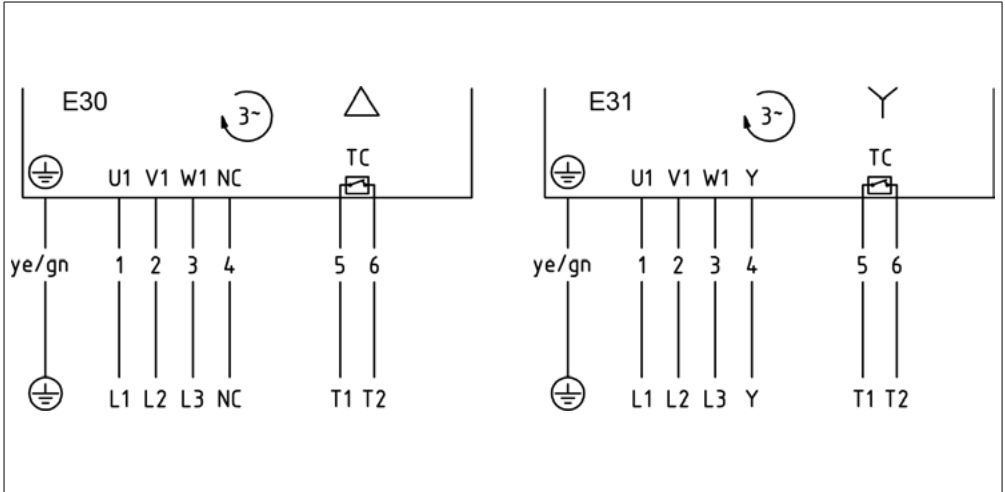 E30 3~
TC
U1 V1 W1 NC
ye/gn 1 2 3 4 5 6
L1 L2 L3 NC T1 T2
E31 3~
TC
U1 V1 W1 Y
ye/gn 1 2 3 4 5 6
L1 L2 L3 Y T1 T2